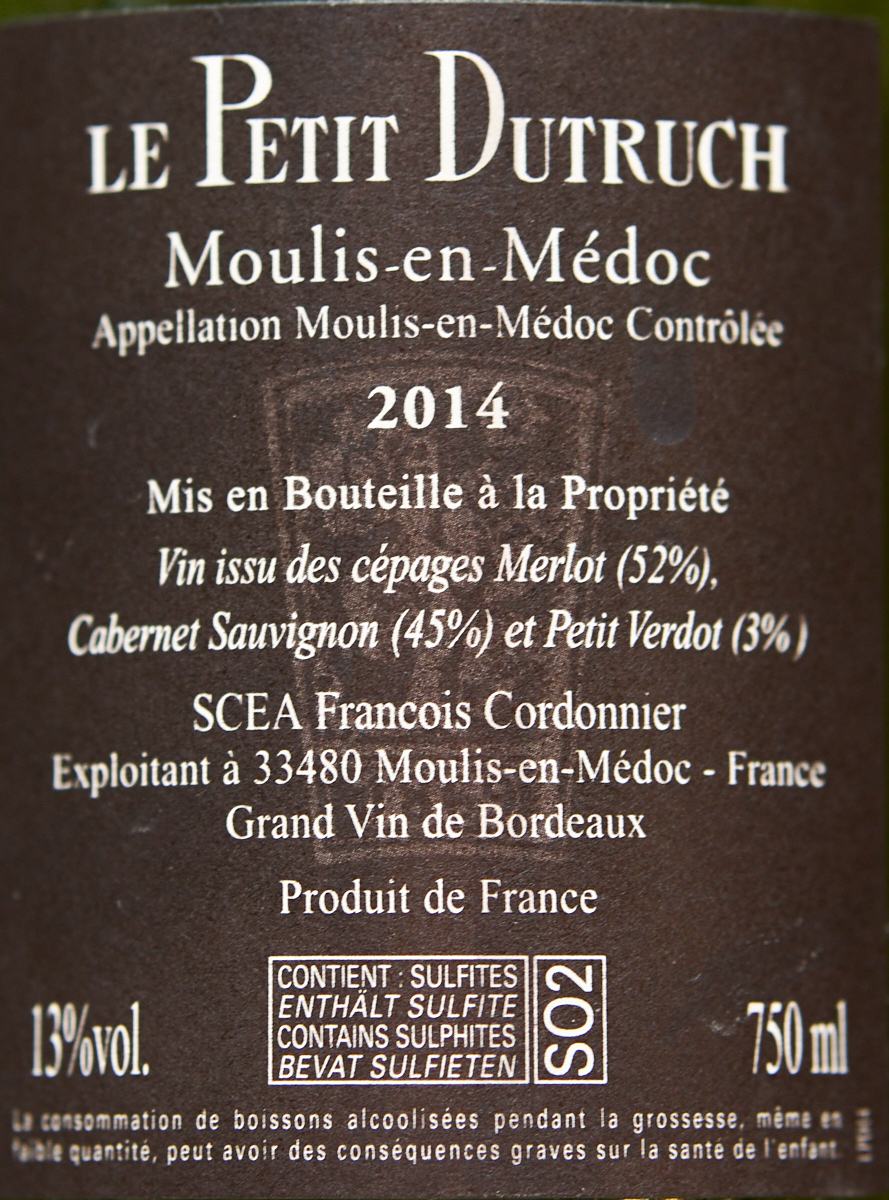 LE PETIT DUTRUCH
Moulis-en-Médoc
Appellation Moulis-en-Médoc Contrôlée
2014
Mis en Bouteille à la Propriété
Vin issu des cépages Merlot (52%),
Cabernet Sauvignon (45%) et Petit Verdot (3%)
SCEA Francois Cordonnier
Exploitant à 33480 Moulis-en-Médoc - France
Grand Vin de Bordeaux
Produit de France
CONTIENT : SULFITES
ENTHÄLT SULFITE
CONTAINS SULPHITES
BEVAT SULFIETEN
SO2
13%vol.
750 ml
La consommation de boissons alcoolisées pendant la grossesse, même en
faible quantité, peut avoir des conséquences graves sur la santé de l'enfant.